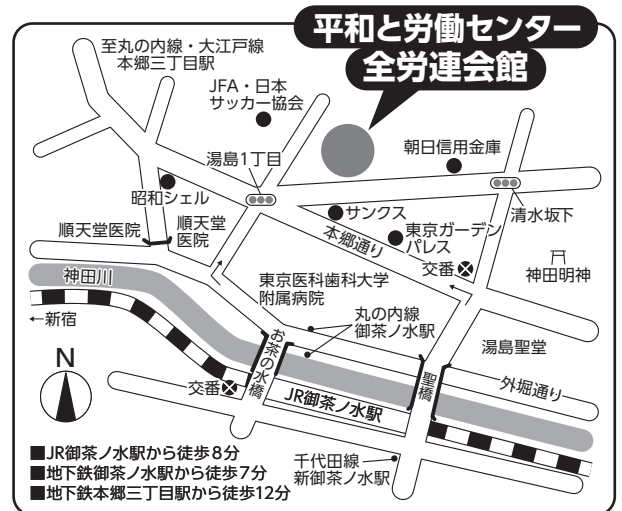 平和と労働センター
全労連会館
至丸の内線・大江戸線
本郷三丁目駅
JFA・日本
サッカー協会
湯島1丁目
朝日信用金庫
昭和シェル
サンクス
清水坂下
順天堂医院
順天堂
医院
本郷通り
東京ガーデン
パレス
交番
神田明神
神田川
東京医科歯科大学
附属病院
←新宿
丸の内線
御茶ノ水駅
お茶の水橋
湯島聖堂
N
聖橋
外堀通り
交番
JR御茶ノ水駅
■JR御茶ノ水駅から徒歩8分
■地下鉄御茶ノ水駅から徒歩7分
■地下鉄本郷三丁目駅から徒歩12分
千代田線
新御茶ノ水駅